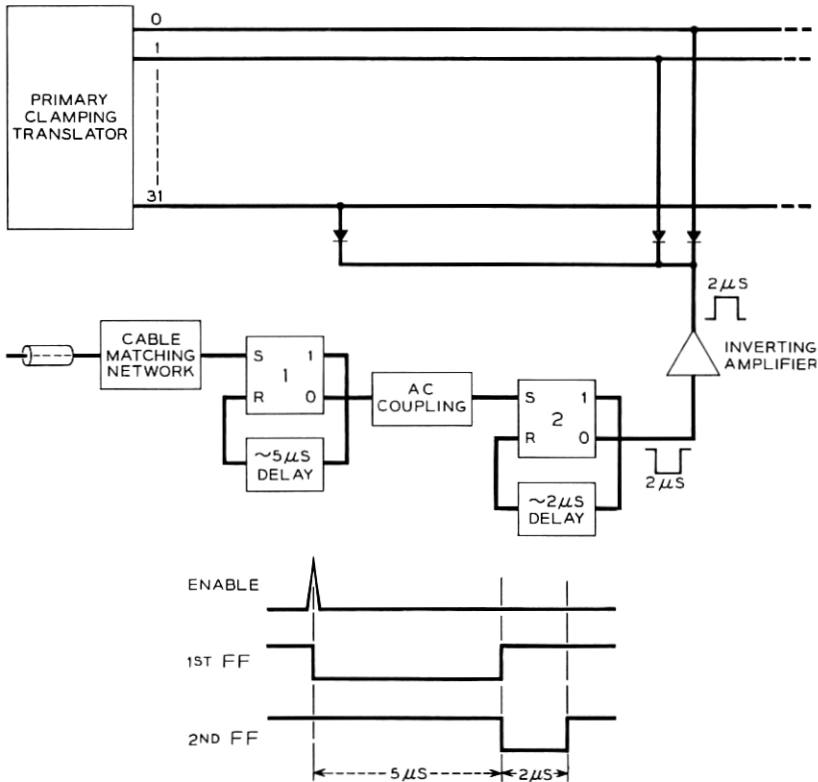 0
1
PRIMARY
CLAMPING
TRANSLATOR
31
2μS
CABLE
MATCHING
NETWORK
S 1
1
R 0
AC
COUPLING
S 1
2
R 0
INVERTING
AMPLIFIER
~5μS
DELAY
2μS
~2μS
DELAY
ENABLE
1ST FF
2ND FF
5μS
2μS